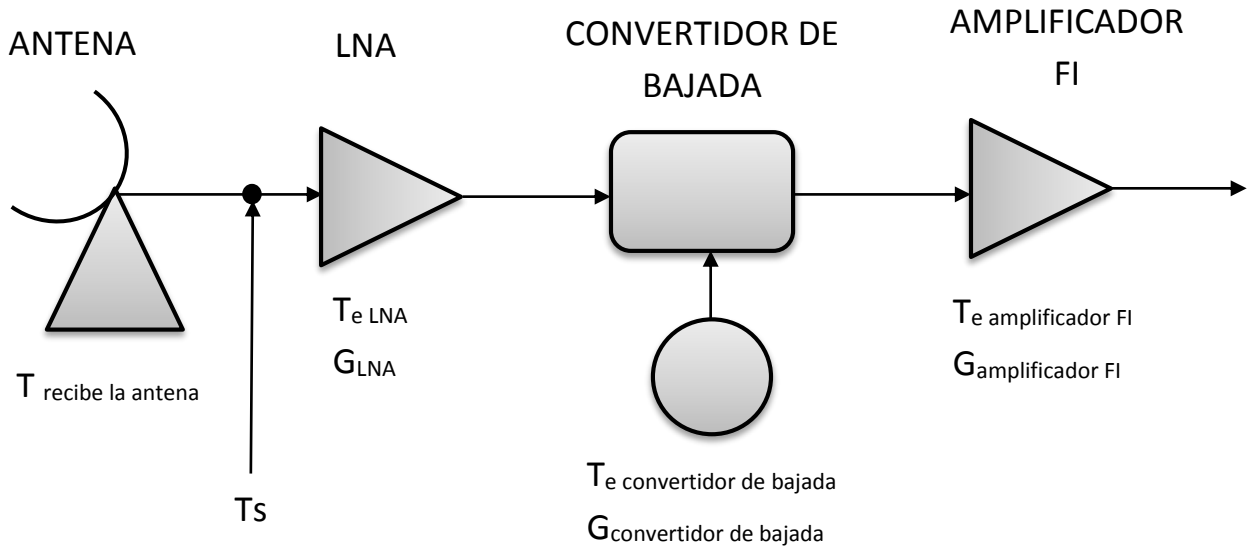 ANTENA
LNA
CONVERTIDOR DE
BAJADA
AMPLIFICADOR
FI
T recibe la antena
Ts
Te LNA
GLNA
Te convertidor de bajada
Gconvertidor de bajada
Te amplificador FI
Gamplificador FI